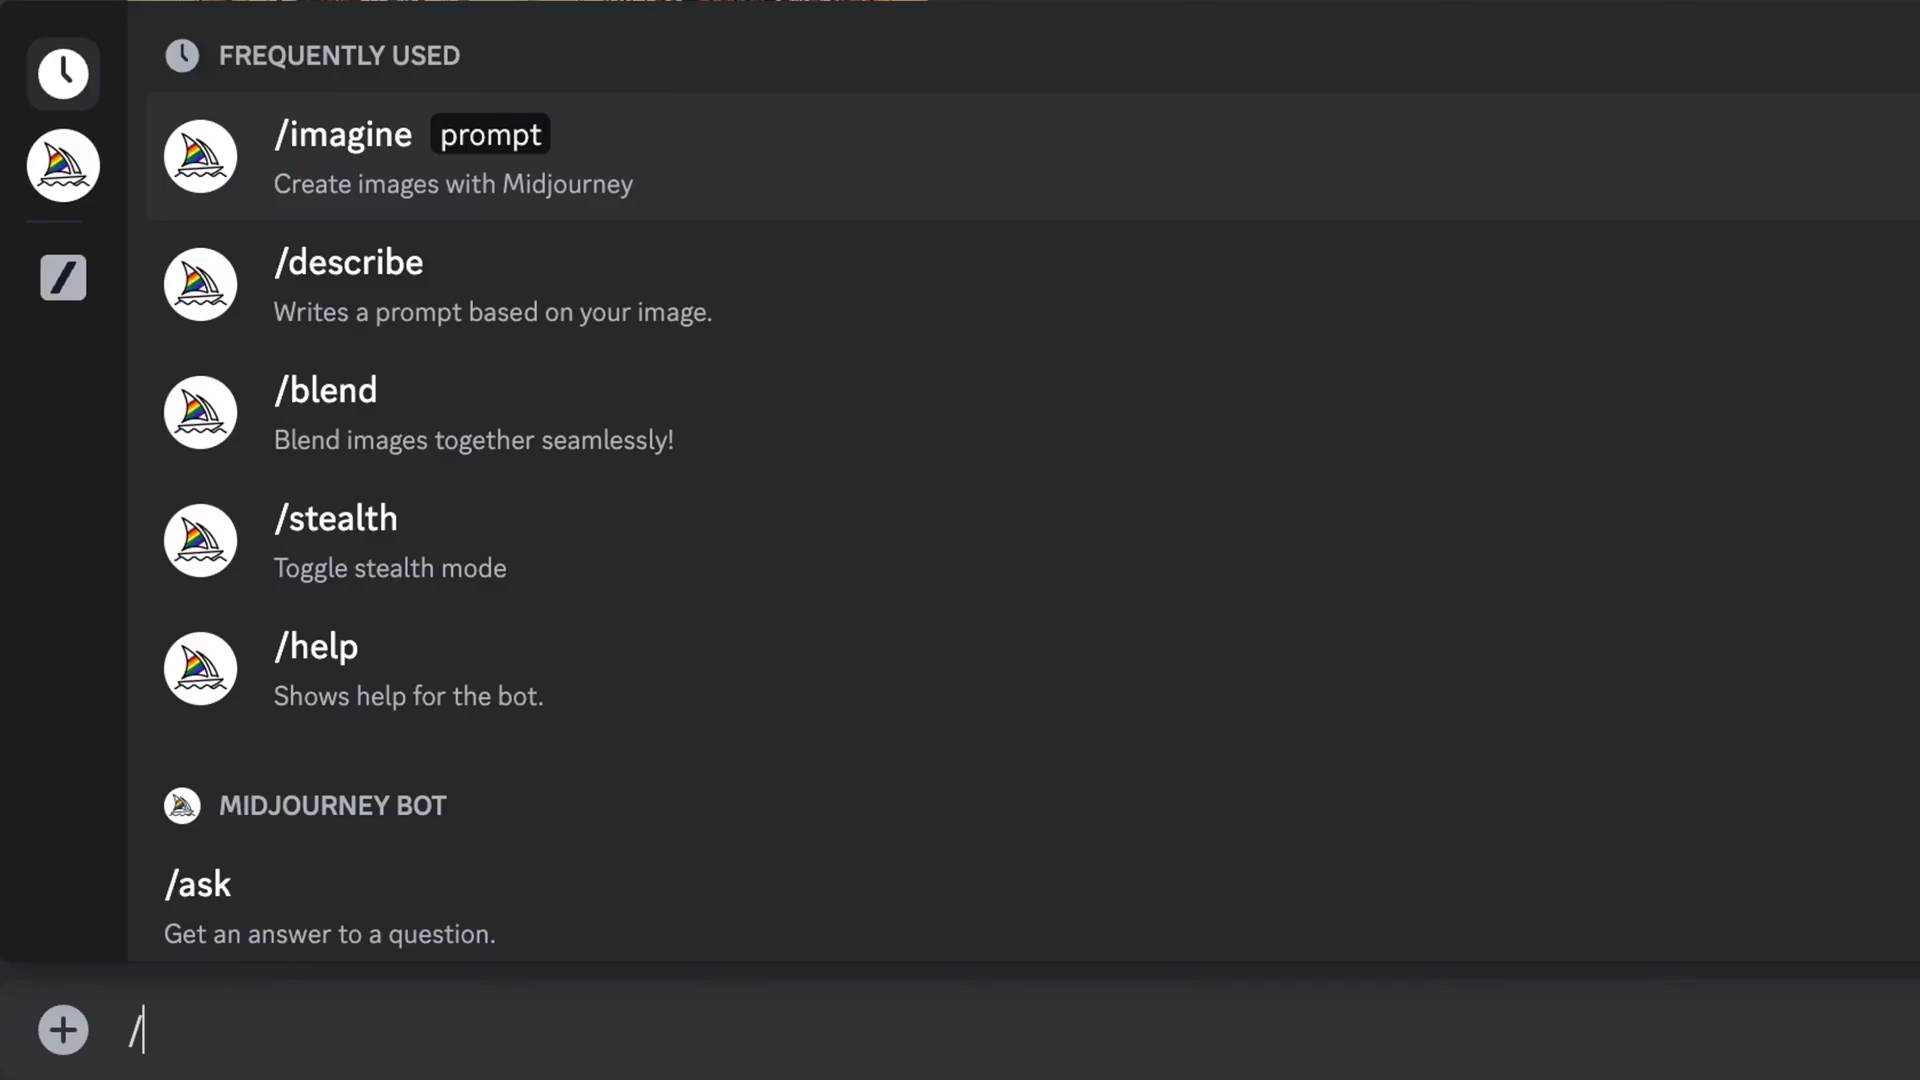 FREQUENTLY USED
/imagine prompt
Create images with Midjourney
/describe
Writes a prompt based on your image.
/blend
Blend images together seamlessly!
/stealth
Toggle stealth mode
/help
Shows help for the bot.
MIDJOURNEY BOT
/ask
Get an answer to a question.
/